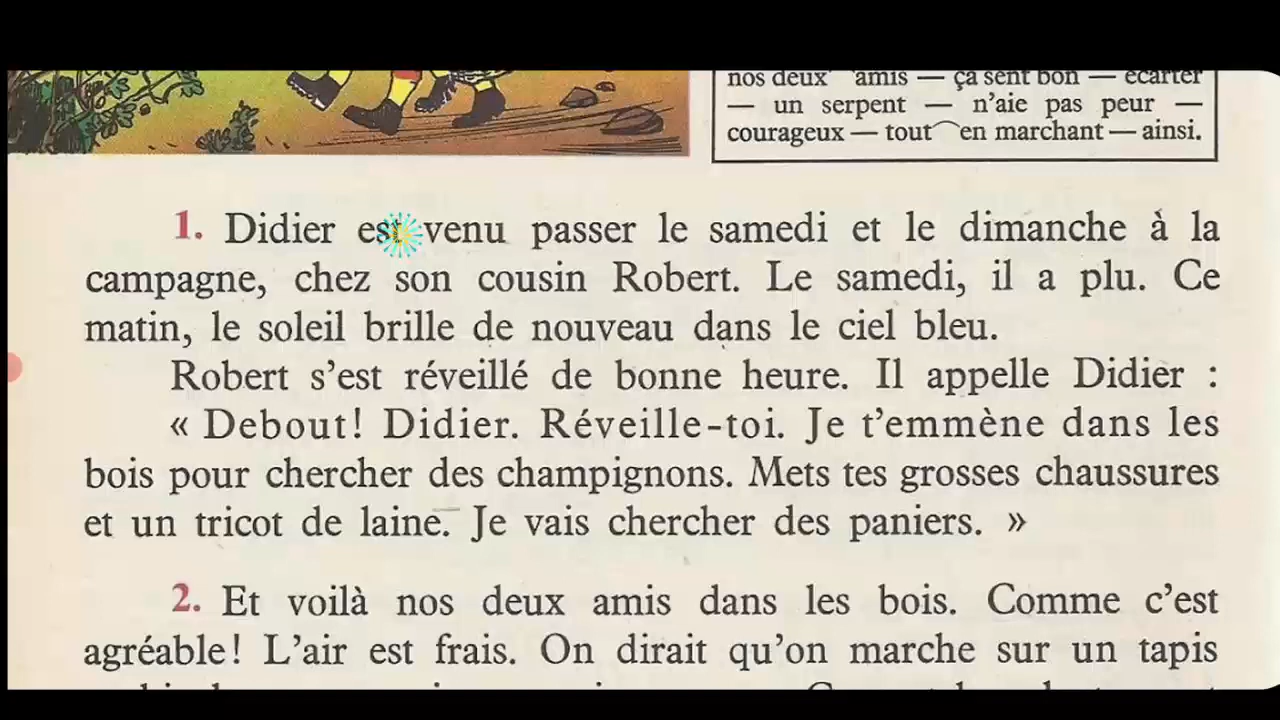 nos deux amis — ça sent bon — écarter
— un serpent — n'aie pas peur —
courageux — tout en marchant — ainsi.
1. Didier est venu passer le samedi et le dimanche à la
campagne, chez son cousin Robert. Le samedi, il a plu. Ce
matin, le soleil brille de nouveau dans le ciel bleu.
Robert s'est réveillé de bonne heure. Il appelle Didier :
« Debout! Didier. Réveille-toi. Je t'emmène dans les
bois pour chercher des champignons. Mets tes grosses chaussures
et un tricot de laine. Je vais chercher des paniers. »
2. Et voilà nos deux amis dans les bois. Comme c'est
agréable! L'air est frais. On dirait qu'on marche sur un tapis